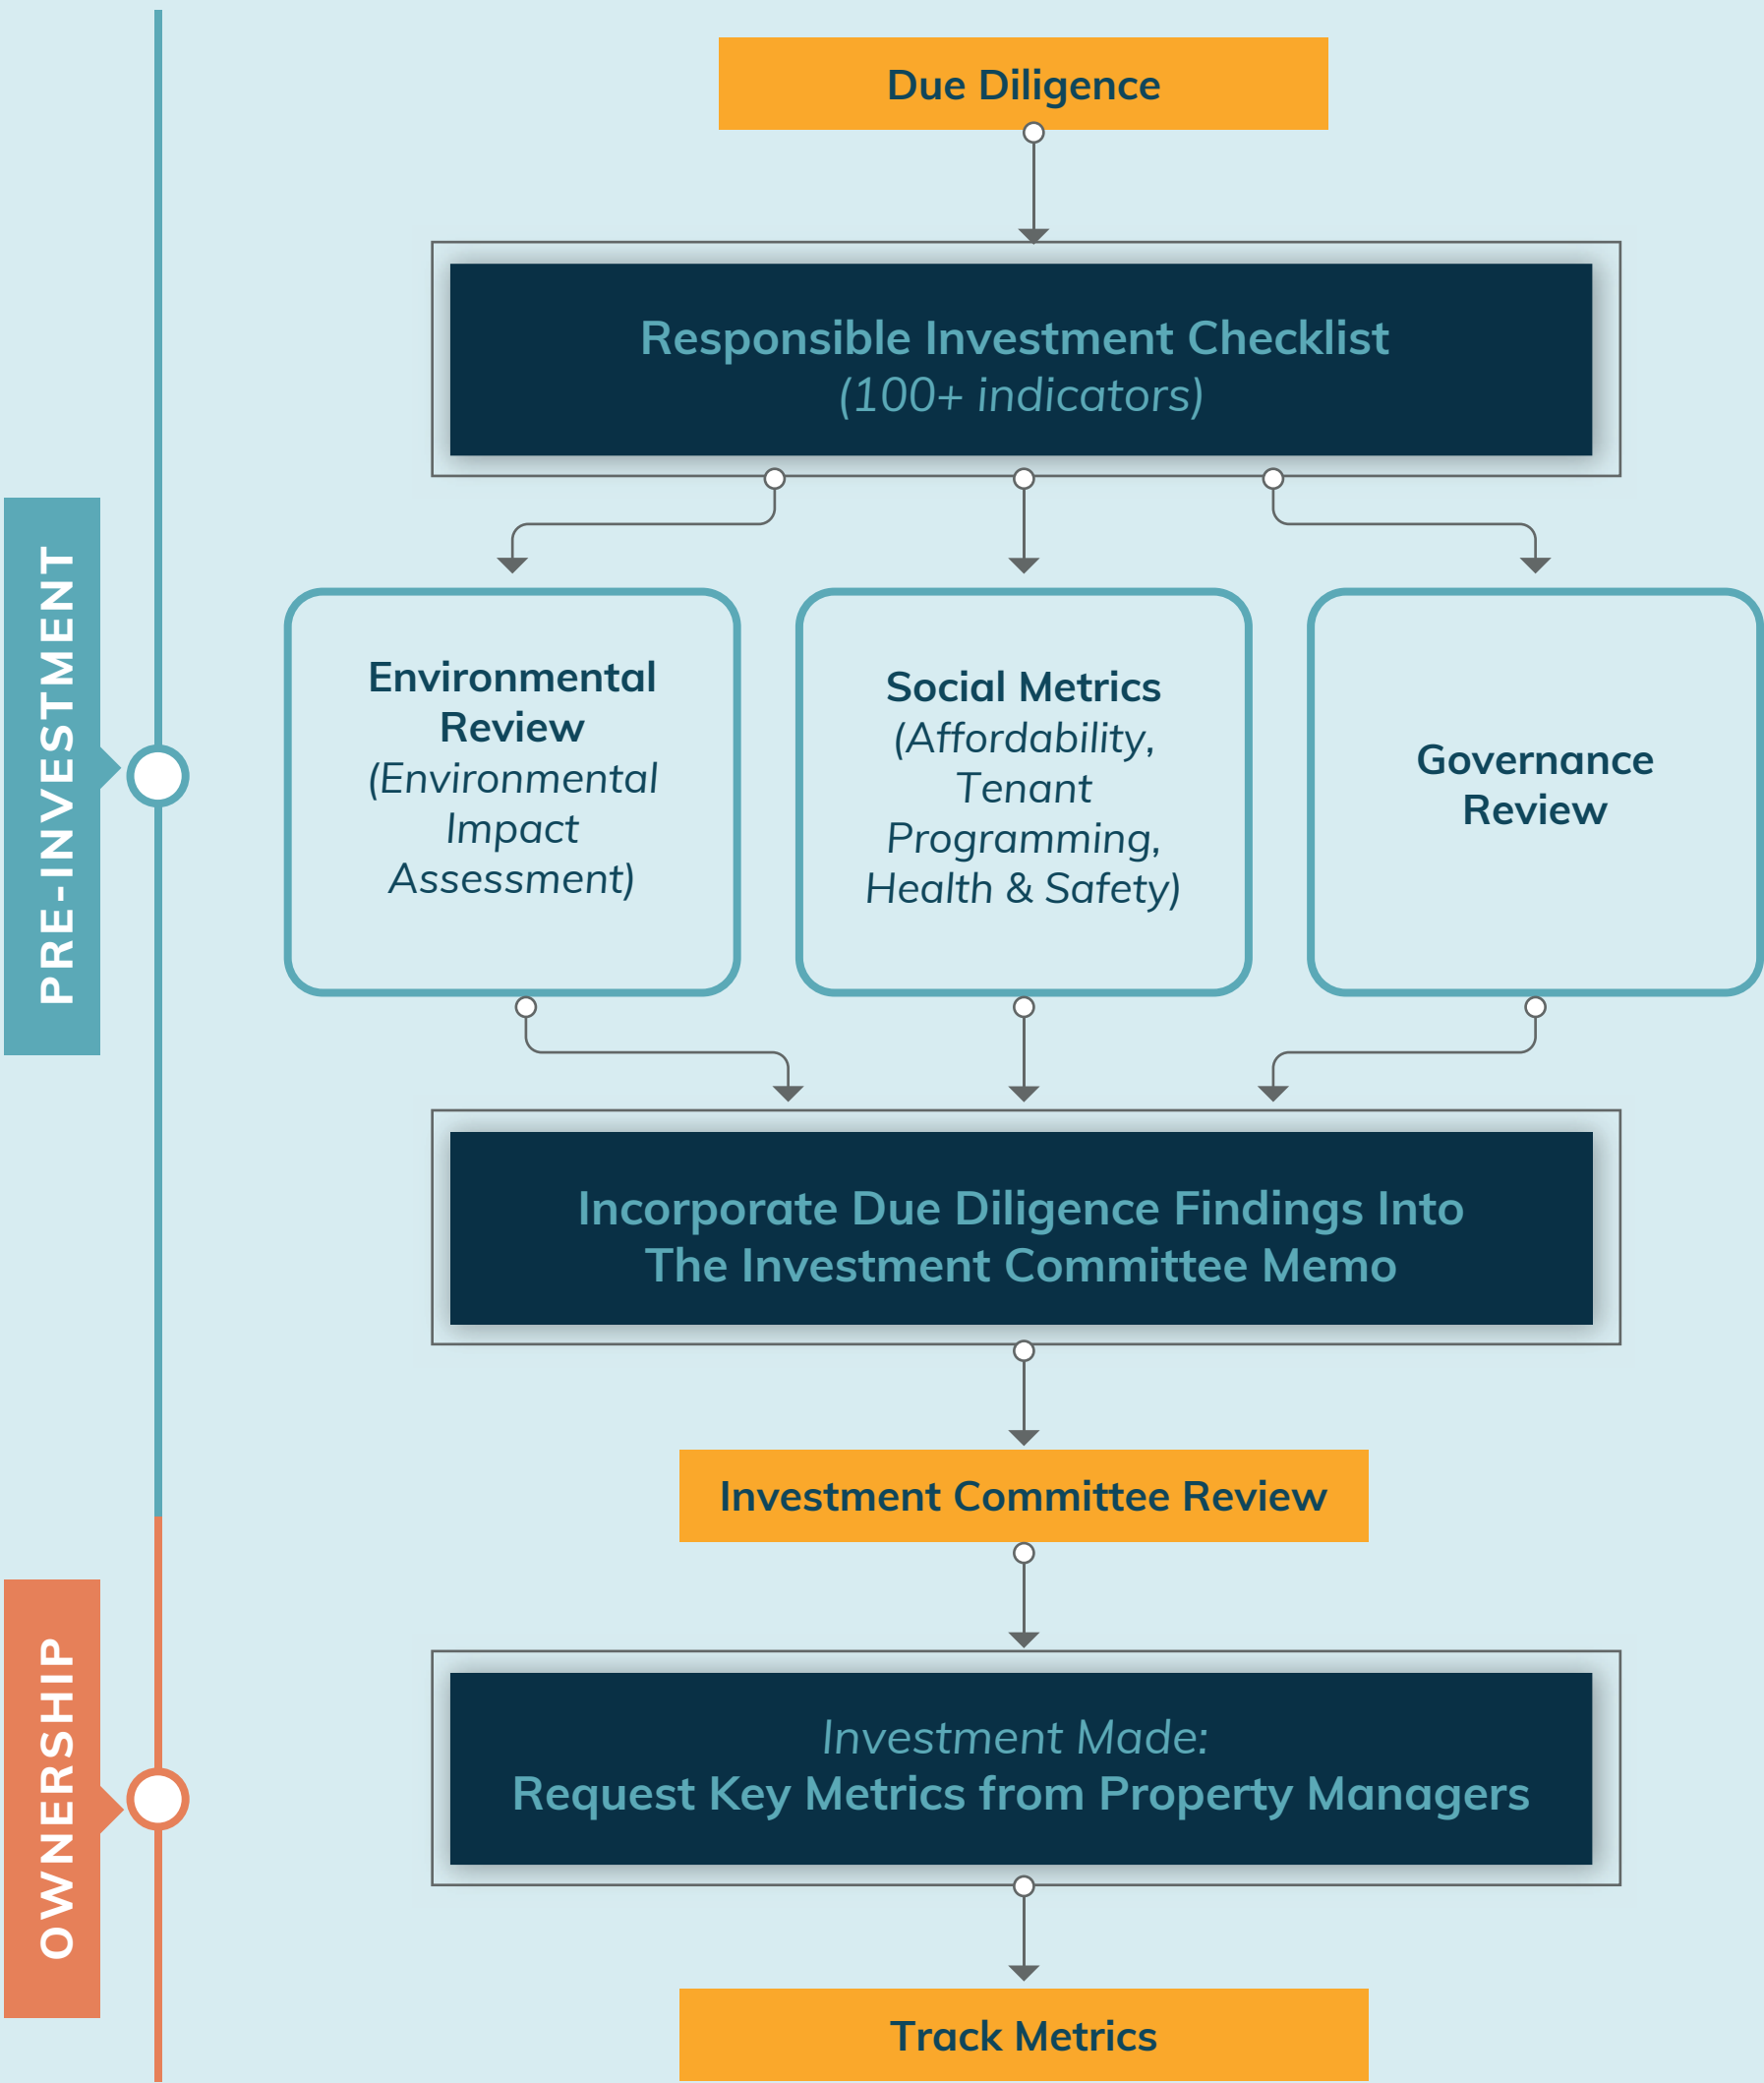 Due Diligence
Responsible Investment Checklist
(100+ indicators)
PRE-INVESTMENT
Environmental
Review
(Environmental
Impact
Assessment)
Social Metrics
(Affordability,
Tenant
Programming,
Health & Safety)
Governance
Review
Incorporate Due Diligence Findings Into
The Investment Committee Memo
Investment Committee Review
OWNERSHIP
Investment Made:
Request Key Metrics from Property Managers
Track Metrics